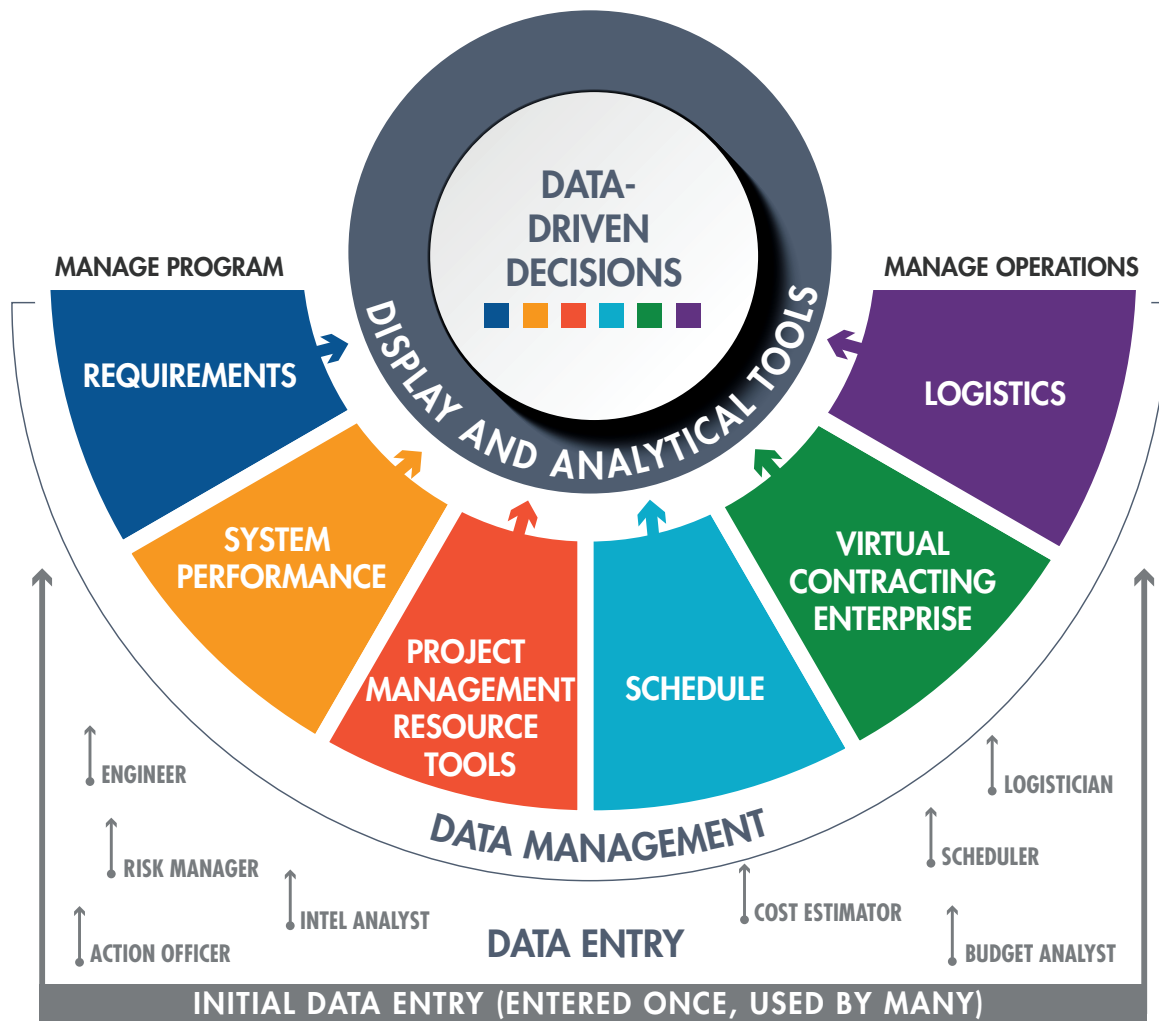 DATA-
DRIVEN
DECISIONS
DISPLAY AND ANALYTICAL TOOLS
MANAGE PROGRAM
MANAGE OPERATIONS
REQUIREMENTS
SYSTEM
PERFORMANCE
PROJECT
MANAGEMENT
RESOURCE
TOOLS
SCHEDULE
VIRTUAL
CONTRACTING
ENTERPRISE
LOGISTICS
DATA MANAGEMENT
ENGINEER
RISK MANAGER
ACTION OFFICER
INTEL ANALYST
DATA ENTRY
COST ESTIMATOR
LOGISTICIAN
SCHEDULER
BUDGET ANALYST
INITIAL DATA ENTRY (ENTERED ONCE, USED BY MANY)